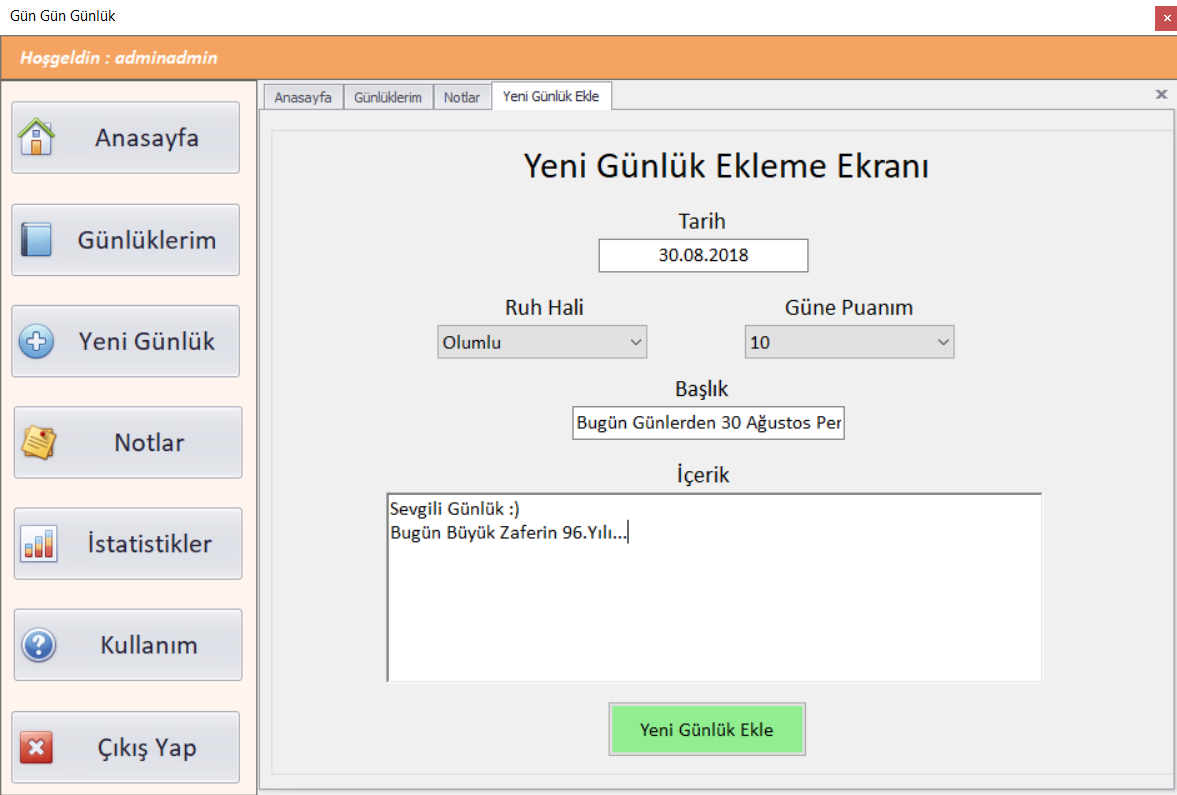 Gün Gün Günlük
Hoşgeldin : adminadmin
Anasayfa
Günlüklerim
Yeni Günlük
Notlar
İstatistikler
Kullanım
Çıkış Yap
Anasayfa Günlüklerim Notlar Yeni Günlük Ekle
Yeni Günlük Ekleme Ekranı
Tarih
30.08.2018
Ruh Hali Güne Puanım
Olumlu 10
Başlık
Bugün Günlerden 30 Ağustos Per
İçerik
Sevgili Günlük :)
Bugün Büyük Zaferin 96.Yılı...
Yeni Günlük Ekle